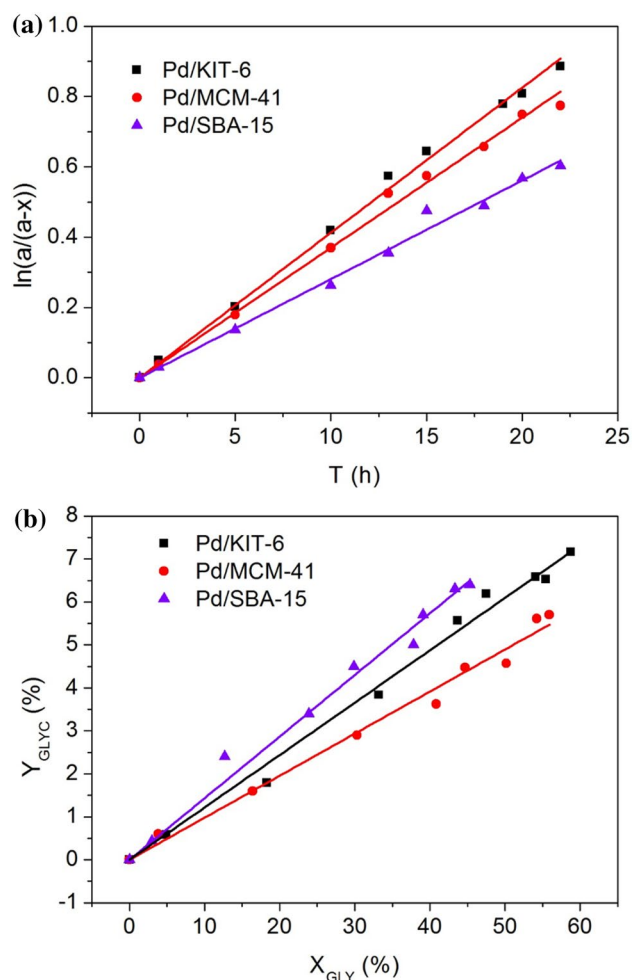 (a)
1.0
Pd/KIT-6
Pd/MCM-41
0.8
Pd/SBA-15
0.6
ln(a/(a-x))
0.4
0.2
0.0
0 5 10 15 20 25
T (h)
(b)
8
7
Pd/KIT-6
Pd/MCM-41
6
Pd/SBA-15
5
4
Y_GLYC (%)
3
2
1
0
-1
0 10 20 30 40 50 60
X_GLY (%)